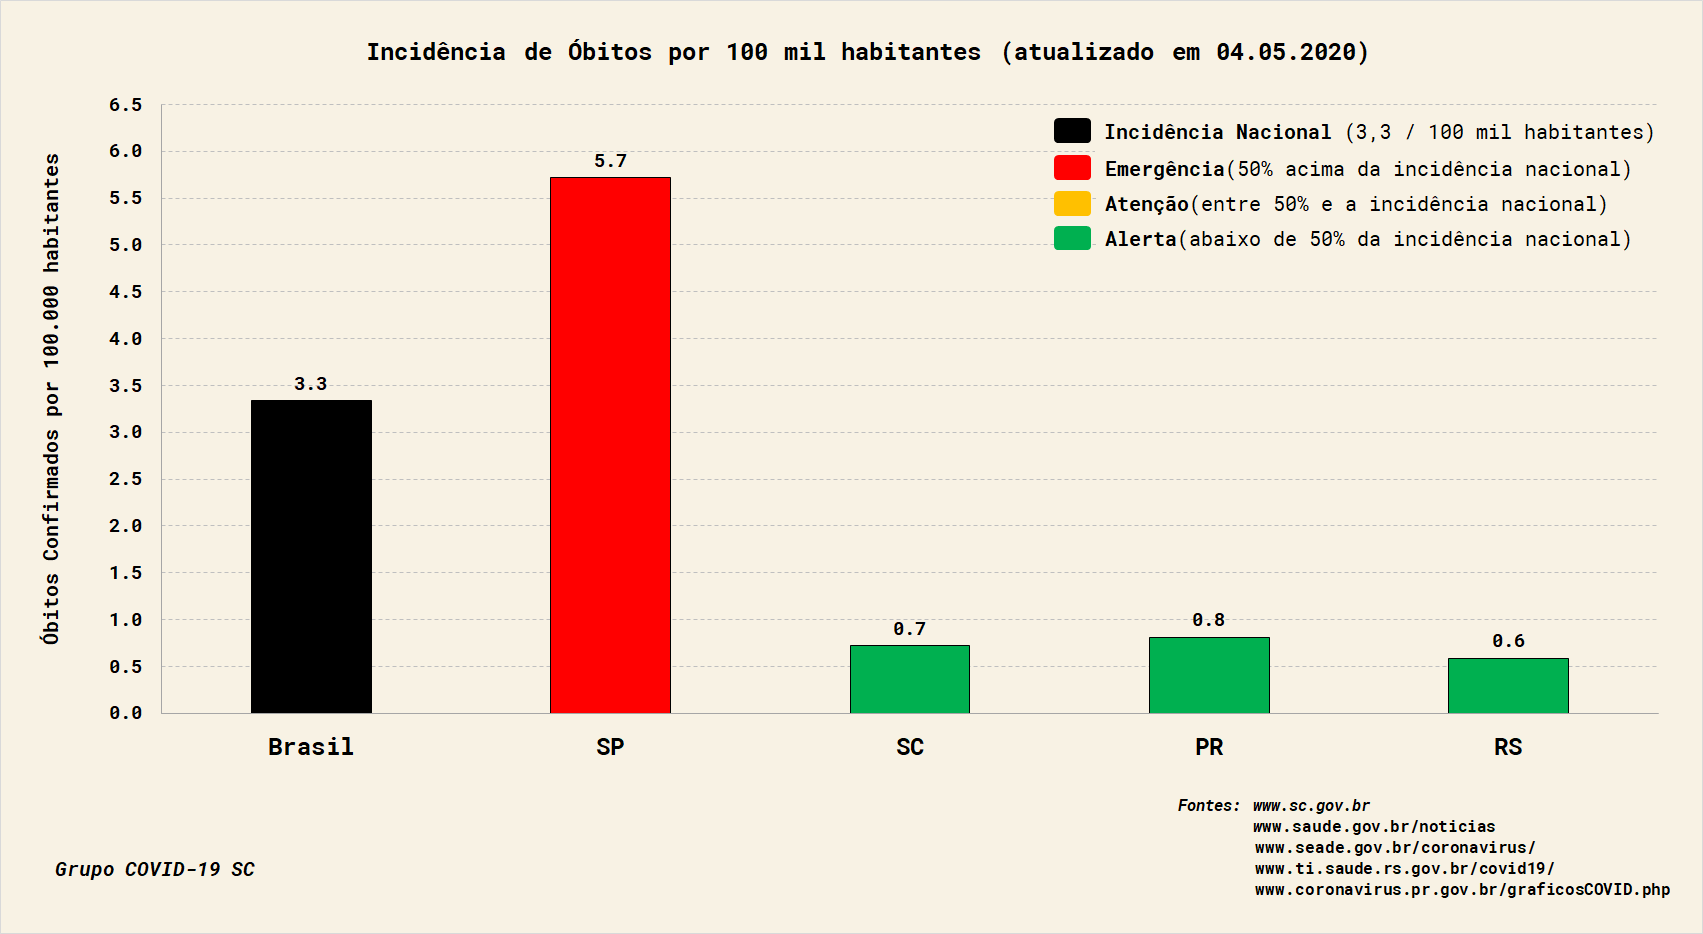 Incidência de Óbitos por 100 mil habitantes (atualizado em 04.05.2020)
Óbitos Confirmados por 100.000 habitantes
6.5
6.0
5.5
5.0
4.5
4.0
3.5
3.0
2.5
2.0
1.5
1.0
0.5
0.0
Incidência Nacional (3,3 / 100 mil habitantes)
Emergência(50% acima da incidência nacional)
Atenção(entre 50% e a incidência nacional)
Alerta(abaixo de 50% da incidência nacional)
3.3
5.7
0.7
0.8
0.6
Brasil
SP
SC
PR
RS
Fontes: www.sc.gov.br
www.saude.gov.br/noticias
www.seade.gov.br/coronavirus/
www.ti.saude.rs.gov.br/covid19/
www.coronavirus.pr.gov.br/graficosCOVID.php
Grupo COVID-19 SC